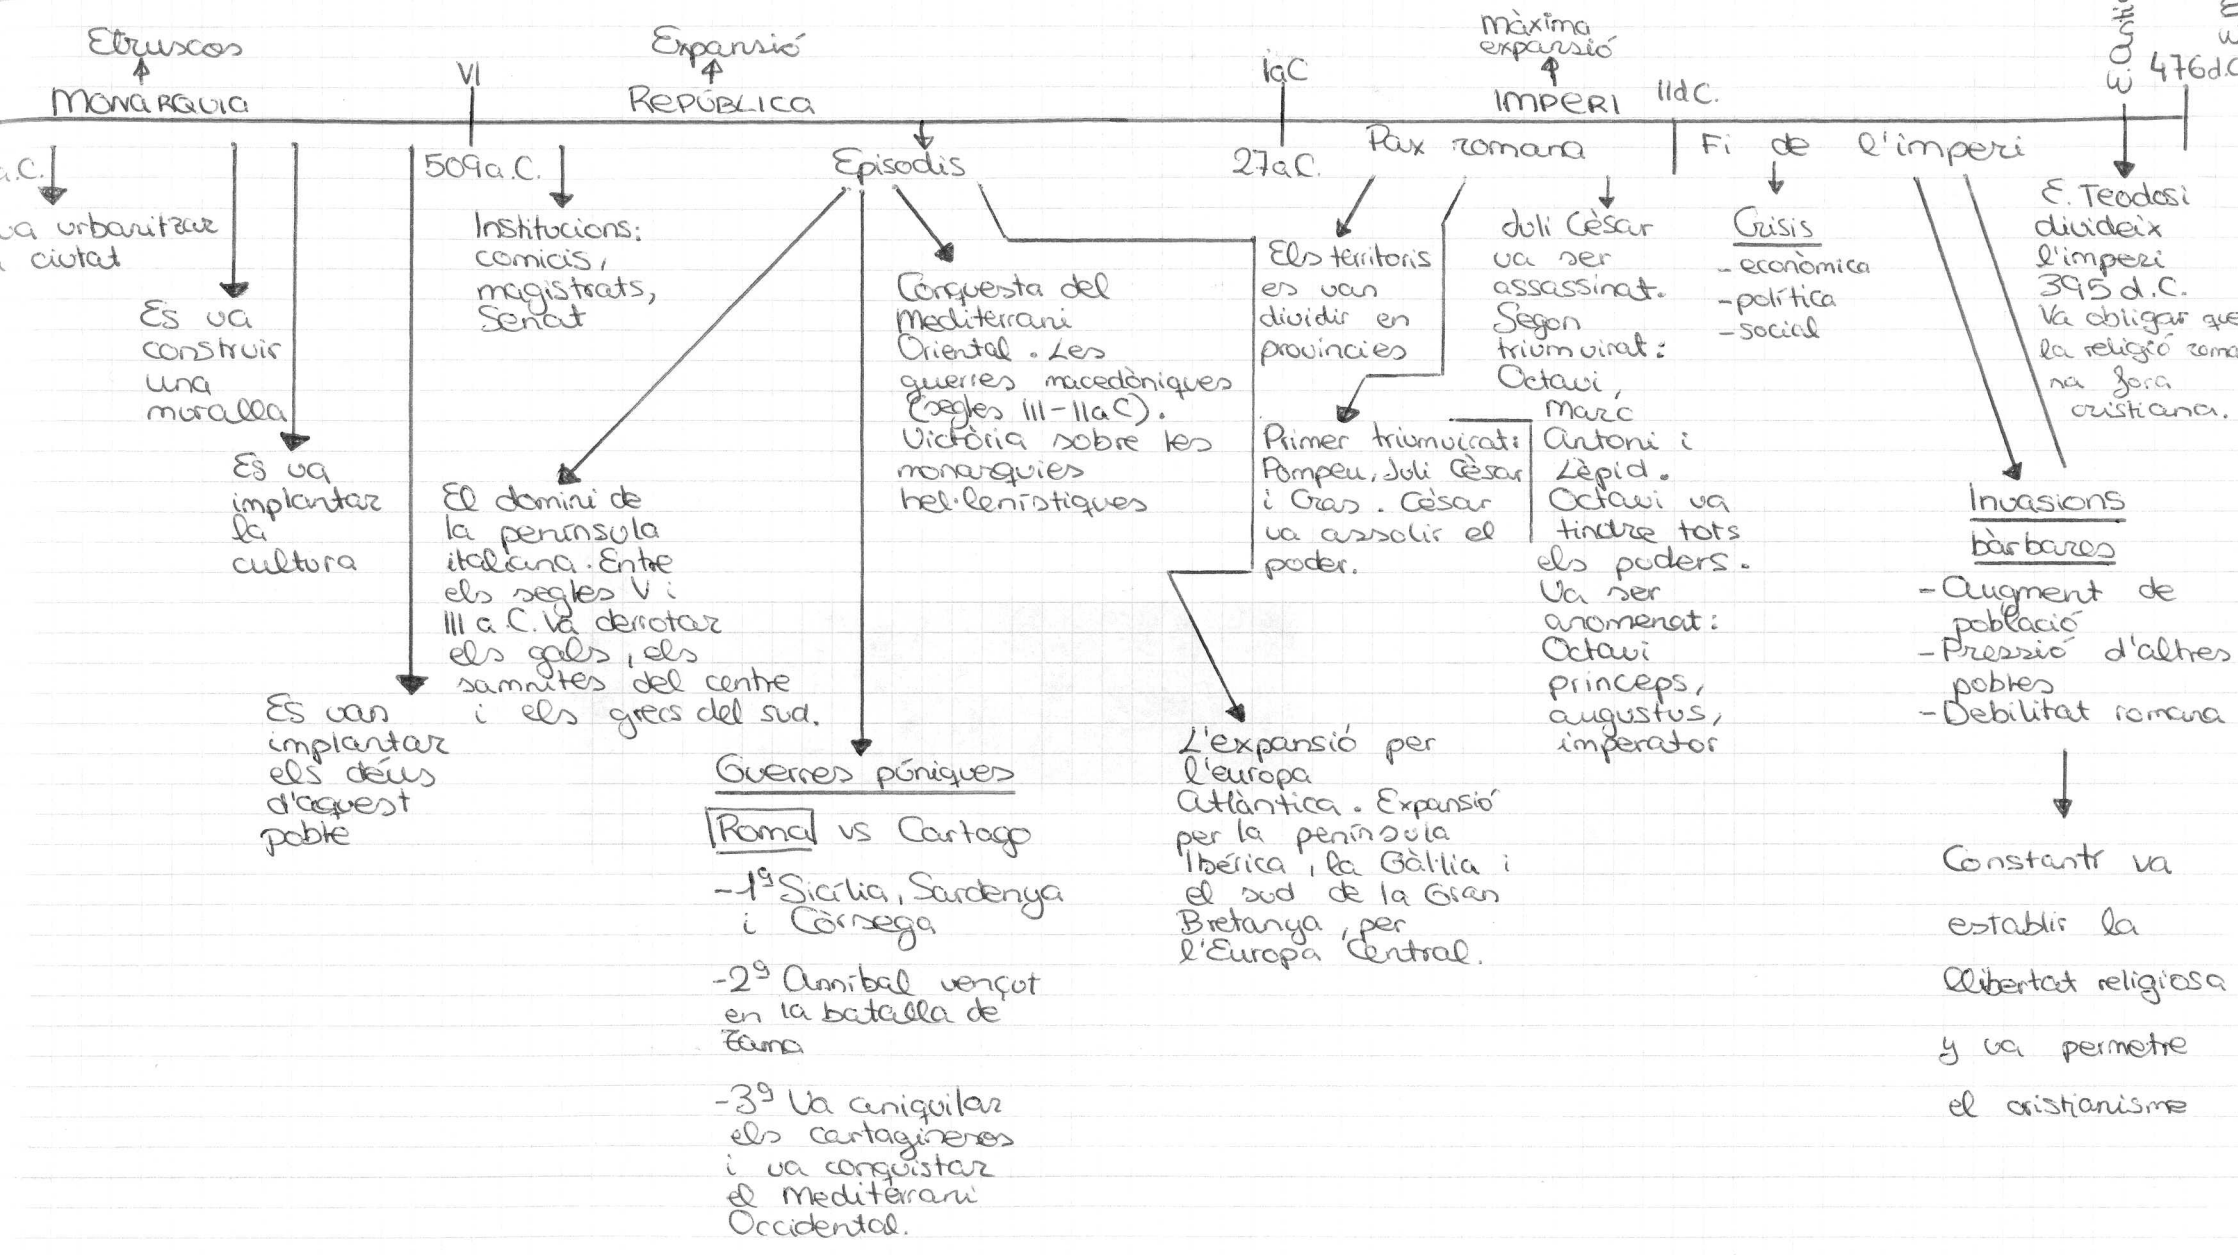 Etruscos
MONARQUIA
VI
Expansió
REPÚBLICA
IaC
màxima
expansió
IMPERI
IIdC.
476d.C
a.C.
va urbanitzar
ciutat
Es va
construir
una
muralla
Es va
implantar
la
cultura
Es van
implantar
els déus
d'aquest
poble
509a.C.
Institucions:
comicis,
magistrats,
Senat
Episodis
El domini de
la península
italiana. Entre
els segles V i
III a.C. Va derrotar
els gals, els
samnites del centre
i els grecs del sud.
Guerres púniques
Roma vs Cartago
-1ª Sicília, Sardenya
i Còrsega
-2ª Anníbal vençut
en la batalla de
Zama
-3ª Va aniquilar
els cartaginesos
i va conquistar
el Mediterrani
Occidental.
Conquesta del
Mediterrani
Oriental. Les
guerres macedòniques
(segles III-IIaC).
Victòria sobre les
monarquies
hel·lenístiques
L'expansió per
l'europa
Atlàntica. Expansió
per la península
Ibèrica, la Gàl·lia i
el sud de la Gran
Bretanya, per
l'Europa Central.
27aC.
Pax romana
Els territoris
es van
dividir en
províncies
Primer triumvirat:
Pompeu, Juli Cèsar
i Cras. Cèsar
va assolir el
poder.
Juli Cèsar
va ser
assassinat.
Segon
triumvirat:
Octavi,
Marc
Antoni i
Lèpid.
Octavi va
tindre tots
els poders.
Va ser
anomenat:
Octavi
princeps,
augustus,
imperator
Fi de l'imperi
Crisis
- econòmica
- política
- social
Invasions
bàrbares
- Augment de
població
- Pressió d'altres
pobles
- Debilitat romana
Constantí va
establir la
llibertat religiosa
y va permetre
el cristianisme
E. Teodosi
divideix
l'imperi
395 d.C.
Va obligar que
la religió roma
na fora
cristiana.